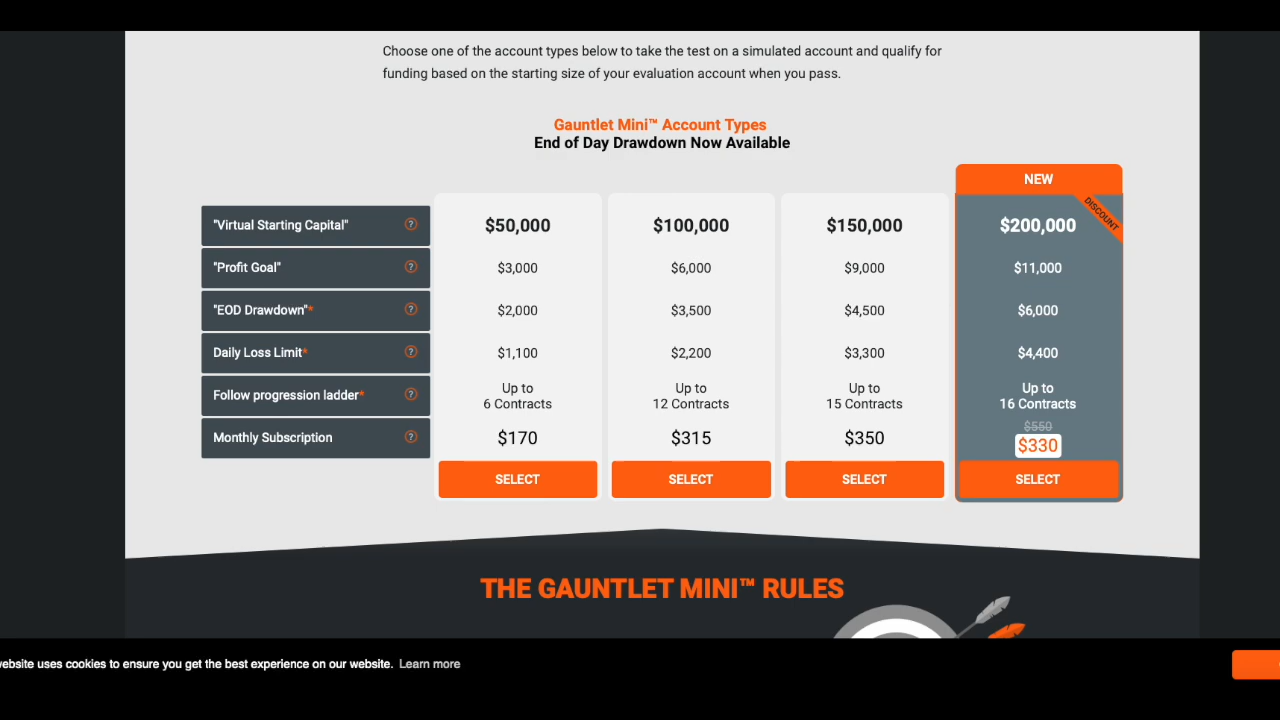 Choose one of the account types below to take the test on a simulated account and qualify for
funding based on the starting size of your evaluation account when you pass.
Gauntlet Mini™ Account Types
End of Day Drawdown Now Available
NEW
DISCOUNT
"Virtual Starting Capital" ? $50,000 $100,000 $150,000 $200,000
"Profit Goal" ? $3,000 $6,000 $9,000 $11,000
"EOD Drawdown"* ? $2,000 $3,500 $4,500 $6,000
Daily Loss Limit* ? $1,100 $2,200 $3,300 $4,400
Follow progression ladder* ? Up to 6 Contracts Up to 12 Contracts Up to 15 Contracts Up to 16 Contracts
$550
Monthly Subscription ? $170 $315 $350 $330
SELECT SELECT SELECT SELECT
THE GAUNTLET MINI™ RULES
ebsite uses cookies to ensure you get the best experience on our website. Learn more